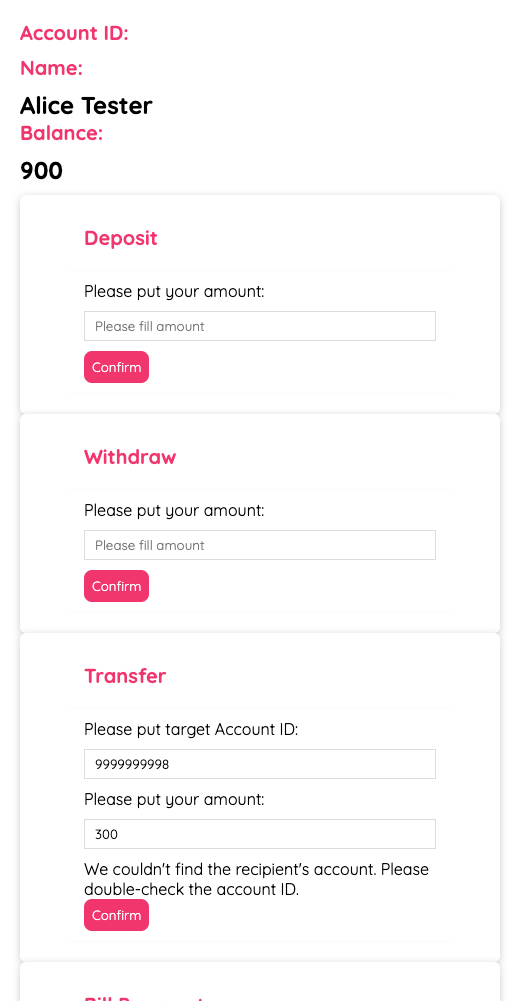 Account ID:
Name:
Alice Tester
Balance:
900
Deposit
Please put your amount:
Please fill amount
Confirm
Withdraw
Please put your amount:
Please fill amount
Confirm
Transfer
Please put target Account ID:
9999999998
Please put your amount:
300
We couldn't find the recipient's account. Please
double-check the account ID.
Confirm